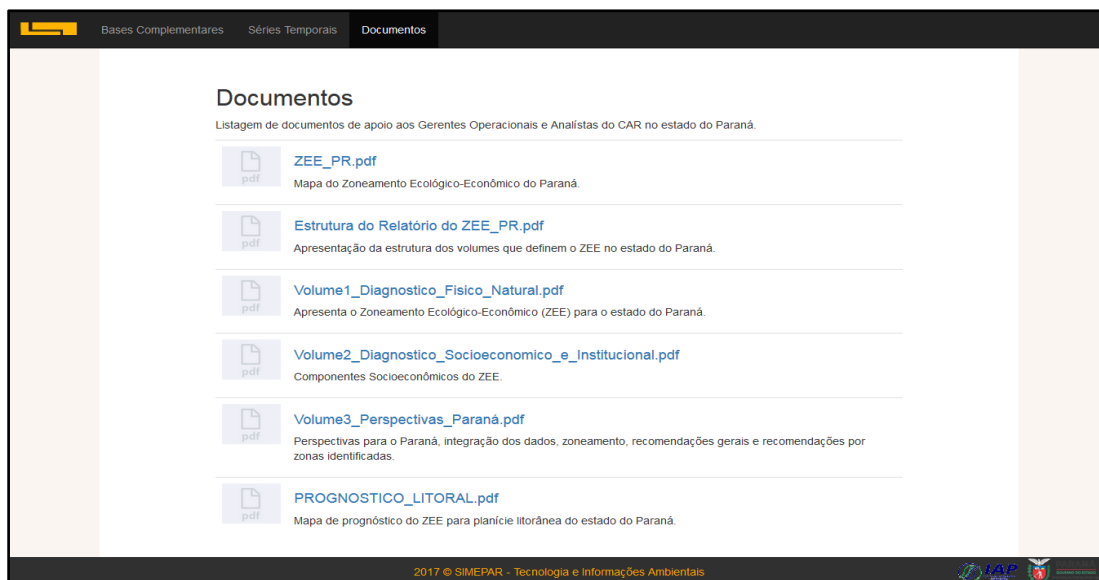 Bases Complementares Séries Temporais Documentos
Documentos
Listagem de documentos de apoio aos Gerentes Operacionais e Analístas do CAR no estado do Paraná.
pdf
ZEE_PR.pdf
Mapa do Zoneamento Ecológico-Econômico do Paraná.
pdf
Estrutura do Relatório do ZEE_PR.pdf
Apresentação da estrutura dos volumes que definem o ZEE no estado do Paraná.
pdf
Volume1_Diagnostico_Fisico_Natural.pdf
Apresenta o Zoneamento Ecológico-Econômico (ZEE) para o estado do Paraná.
pdf
Volume2_Diagnostico_Socioeconomico_e_Institucional.pdf
Componentes Socioeconômicos do ZEE.
pdf
Volume3_Perspectivas_Paraná.pdf
Perspectivas para o Paraná, integração dos dados, zoneamento, recomendações gerais e recomendações por
zonas identificadas.
pdf
PROGNOSTICO_LITORAL.pdf
Mapa de prognóstico do ZEE para planície litorânea do estado do Paraná.
2017 © SIMEPAR - Tecnologia e Informações Ambientais
IAP
PARANÁ